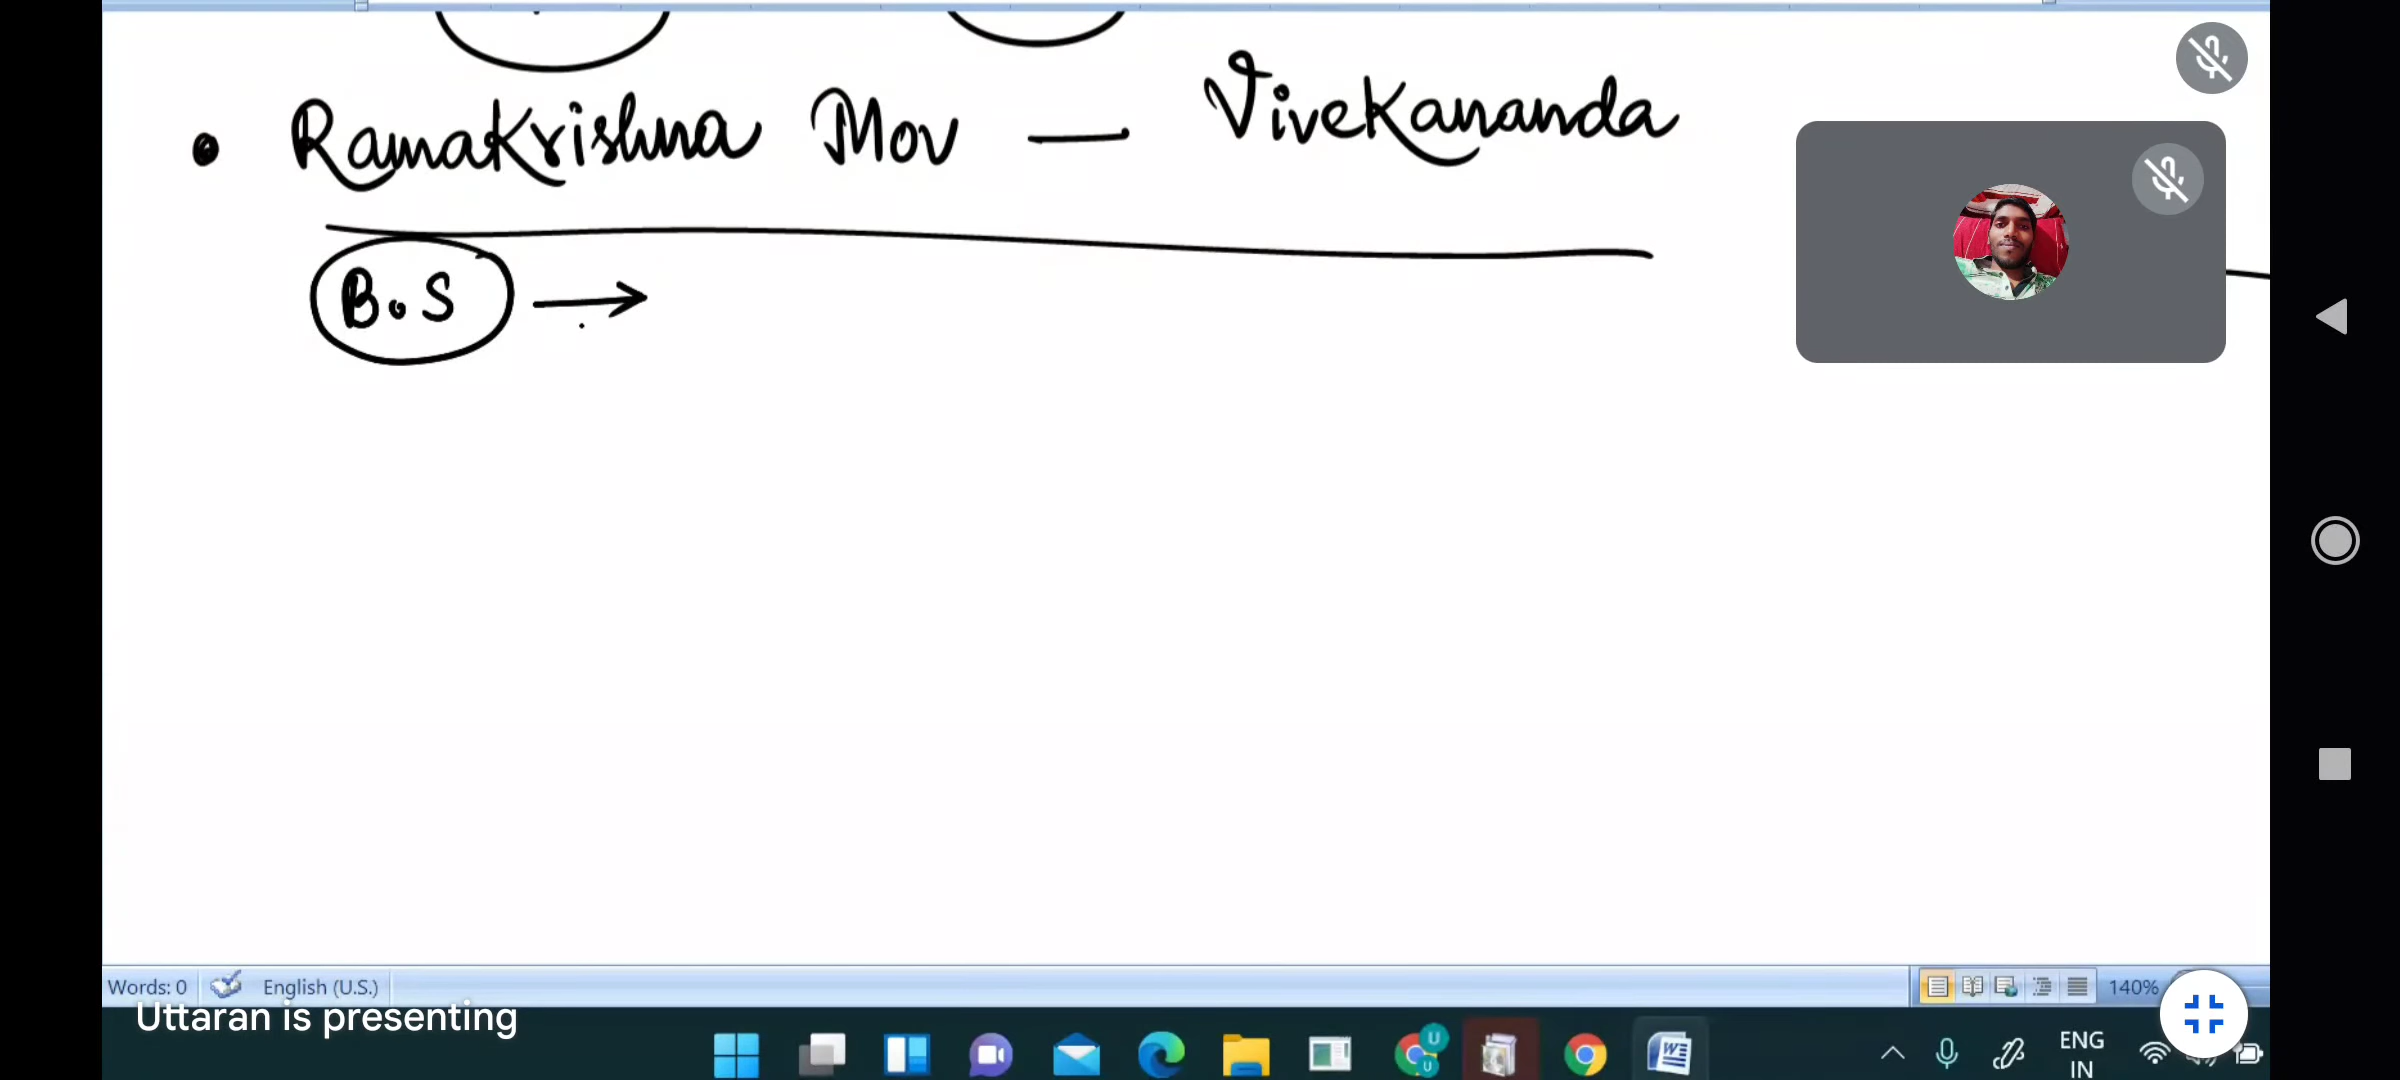 • Ramakrishna Mov — Vivekananda
B.S →
Words: 0 English (U.S.) 140%
Uttaran is presenting
U
U
W
ENG
IN